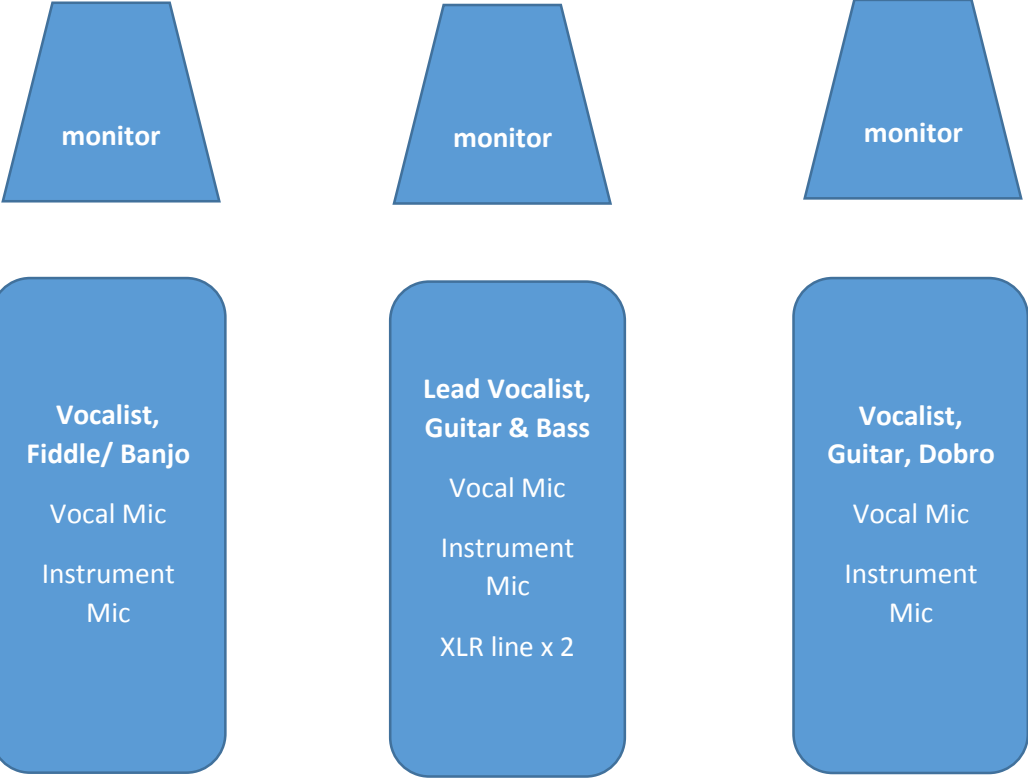 monitor
monitor
monitor
Vocalist,
Fiddle/ Banjo
Vocal Mic
Instrument
Mic
Lead Vocalist,
Guitar & Bass
Vocal Mic
Instrument
Mic
XLR line x 2
Vocalist,
Guitar, Dobro
Vocal Mic
Instrument
Mic